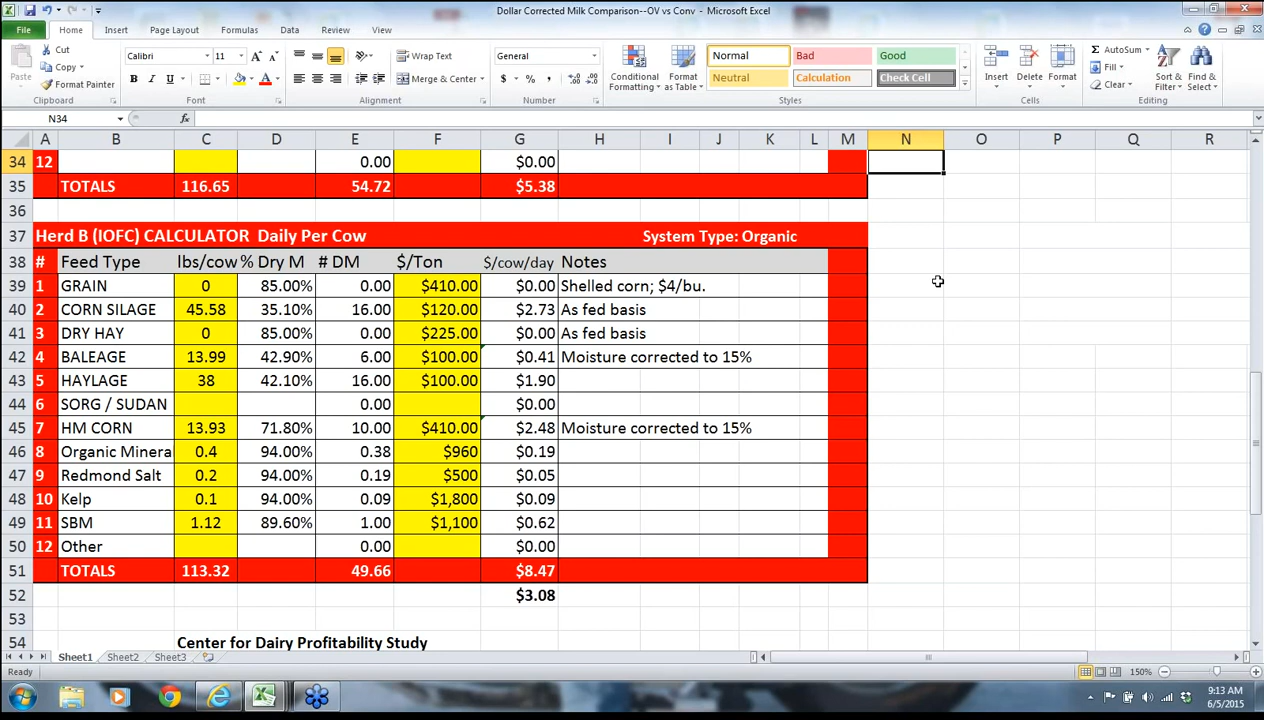 Dollar Corrected Milk Comparison--OV vs Conv - Microsoft Excel
File Home Insert Page Layout Formulas Data Review View
Cut Calibri 11 Wrap Text General Normal Bad Good AutoSum
Copy Fill
Paste Format Painter Merge & Center Conditional Formatting Format as Table Neutral Calculation Check Cell Insert Delete Format Clear Sort & Filter Find & Select
Clipboard Font Alignment Number Styles Cells Editing
N34 fx
A B C D E F G H I J K L M N O P Q R
34 12 0.00 $0.00
35 TOTALS 116.65 54.72 $5.38
36
37 Herd B (IOFC) CALCULATOR Daily Per Cow System Type: Organic
38 # Feed Type lbs/cow % Dry M # DM $/Ton $/cow/day Notes
39 1 GRAIN 0 85.00% 0.00 $410.00 $0.00 Shelled corn; $4/bu.
40 2 CORN SILAGE 45.58 35.10% 16.00 $120.00 $2.73 As fed basis
41 3 DRY HAY 0 85.00% 0.00 $225.00 $0.00 As fed basis
42 4 BALEAGE 13.99 42.90% 6.00 $100.00 $0.41 Moisture corrected to 15%
43 5 HAYLAGE 38 42.10% 16.00 $100.00 $1.90
44 6 SORG / SUDAN 0.00 $0.00
45 7 HM CORN 13.93 71.80% 10.00 $410.00 $2.48 Moisture corrected to 15%
46 8 Organic Minera 0.4 94.00% 0.38 $960 $0.19
47 9 Redmond Salt 0.2 94.00% 0.19 $500 $0.05
48 10 Kelp 0.1 94.00% 0.09 $1,800 $0.09
49 11 SBM 1.12 89.60% 1.00 $1,100 $0.62
50 12 Other 0.00 $0.00
51 TOTALS 113.32 49.66 $8.47
52 $3.08
53
54 Center for Dairy Profitability Study
Sheet1 Sheet2 Sheet3
Ready 150%
9:13 AM
6/5/2015